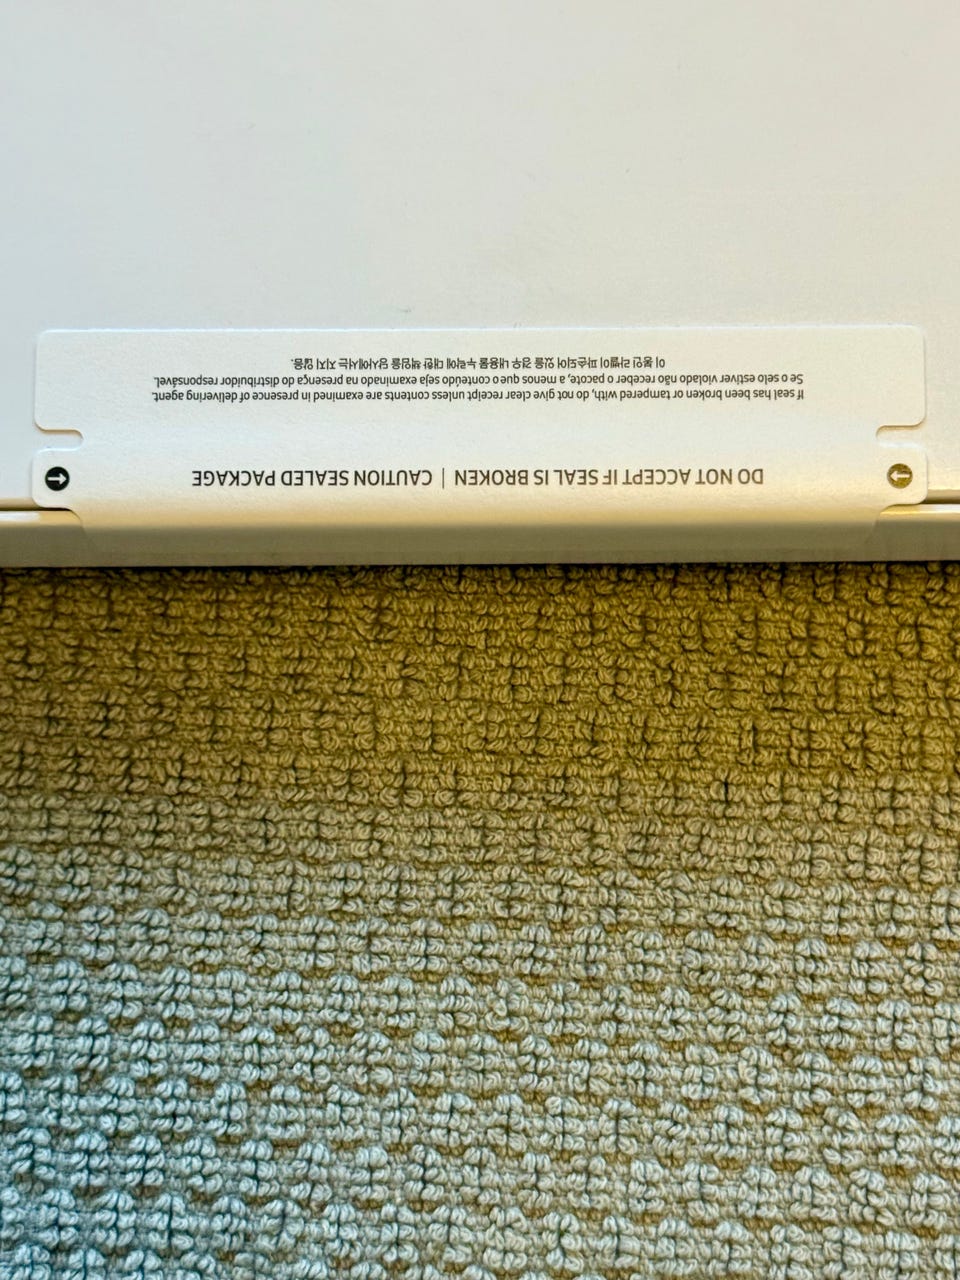 DO NOT ACCEPT IF SEAL IS BROKEN | CAUTION SEALED PACKAGE
If seal has been broken or tampered with, do not give clear receipt unless contents are examined in presence of delivering agent.
Se o selo estiver violado não receber o pacote, a menos que o conteúdo seja examinado na presença do distribuidor responsável.
이 봉인 라벨이 파손되어 있을 경우 내용물 누락에 대한 책임을 당사에서는 지지 않음.